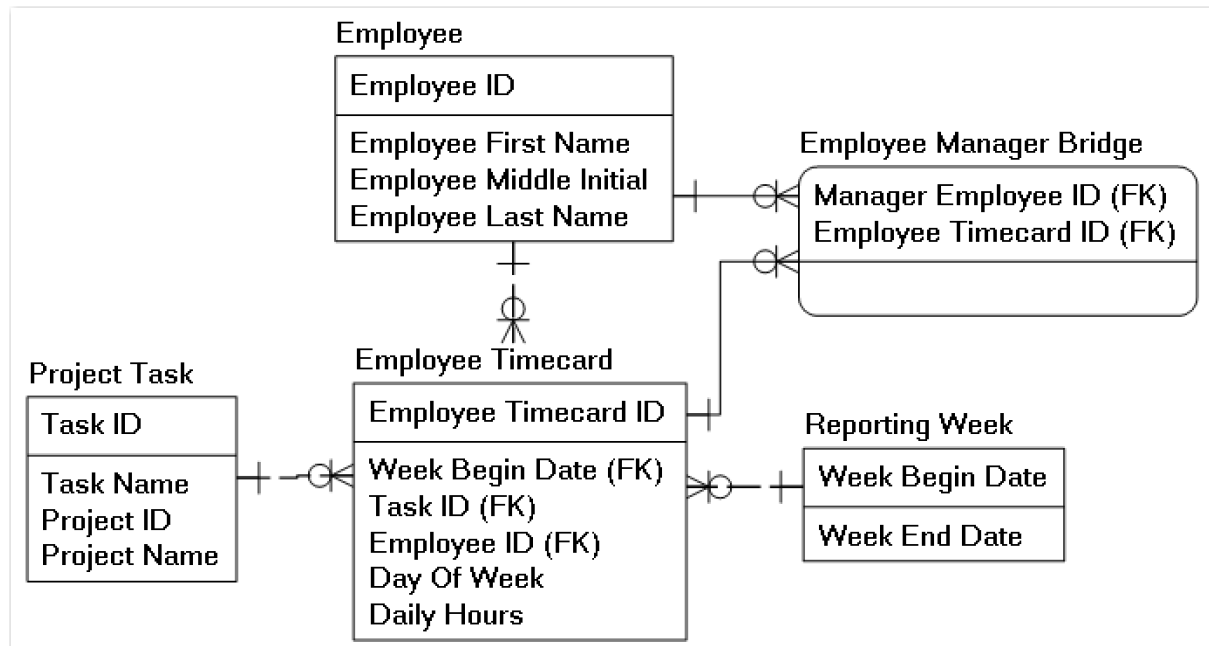 Employee
Employee ID
Employee First Name
Employee Middle Initial
Employee Last Name
Employee Manager Bridge
Manager Employee ID (FK)
Employee Timecard ID (FK)
Project Task
Task ID
Task Name
Project ID
Project Name
Employee Timecard
Employee Timecard ID
Week Begin Date (FK)
Task ID (FK)
Employee ID (FK)
Day Of Week
Daily Hours
Reporting Week
Week Begin Date
Week End Date